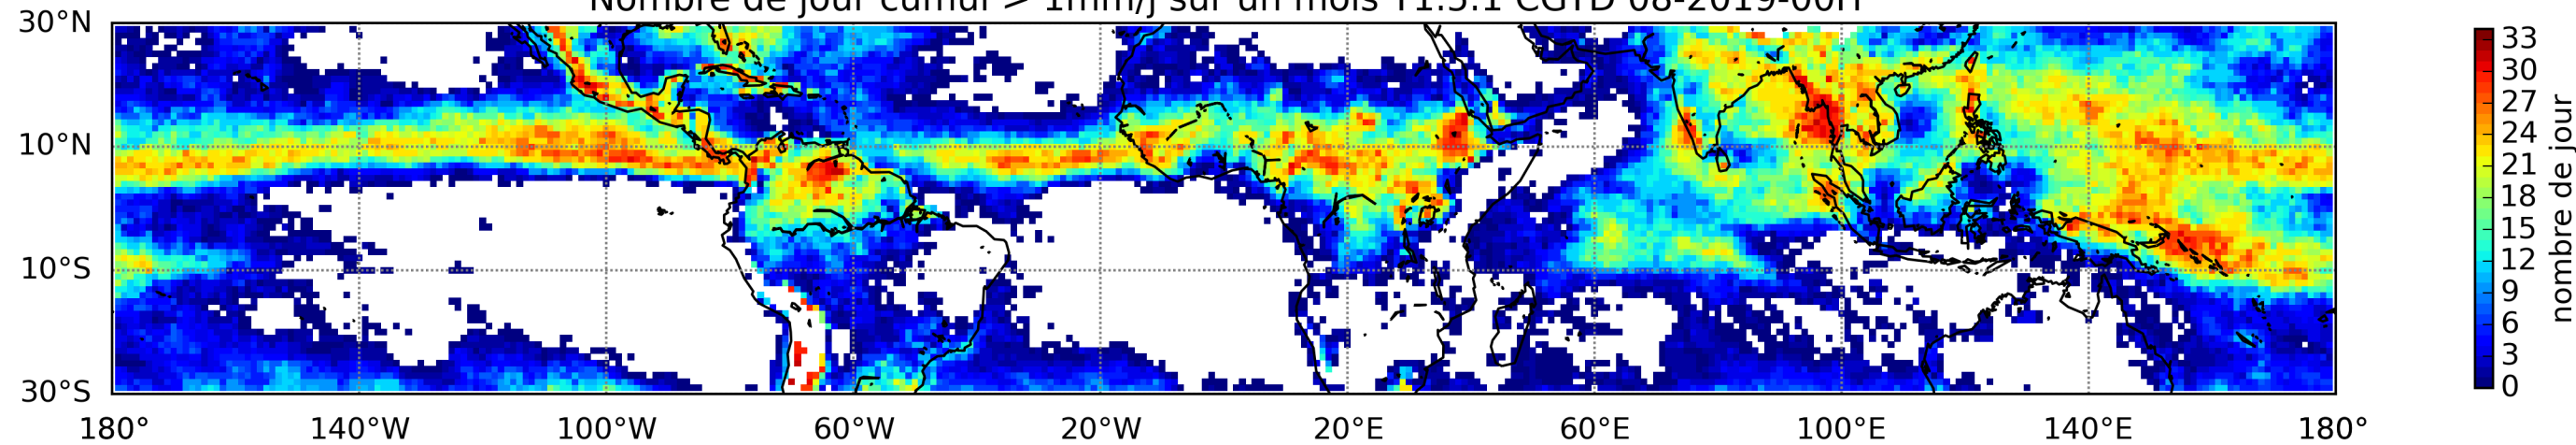 Nombre de jour cumul > 1mm/j sur un mois T1.5.1 CGTD 08-2019-00H
30°N
10°N
10°S
30°S
180° 140°W 100°W 60°W 20°W 20°E 60°E 100°E 140°E 180°
33
30
27
24
21
18
15
12
9
6
3
0
nombre de jour